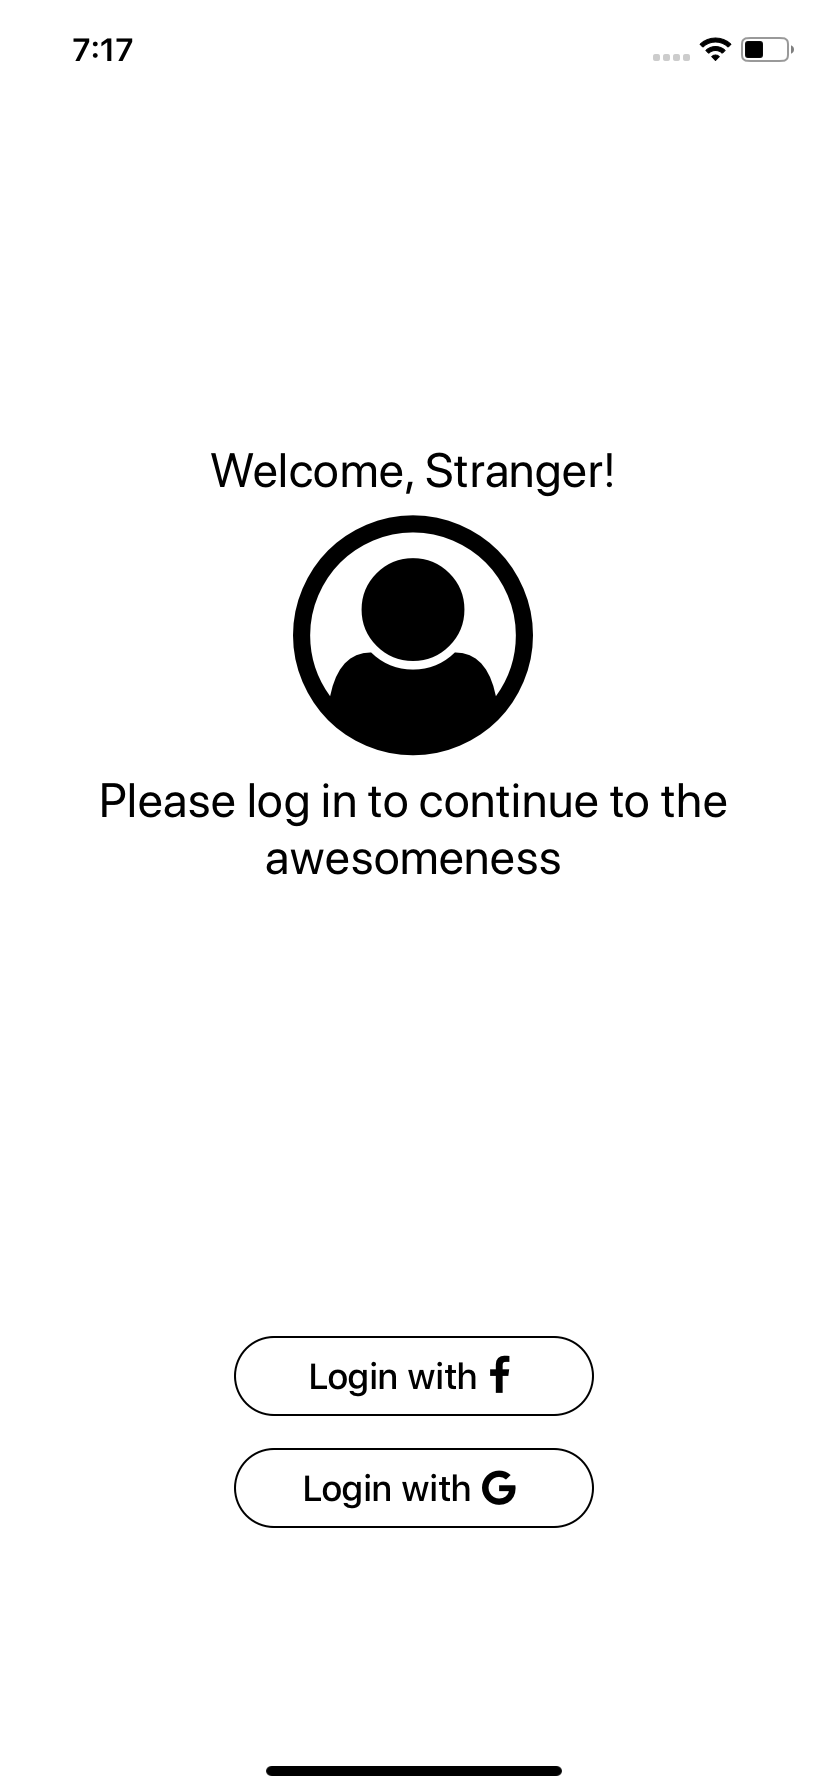 7:17
Welcome, Stranger!
Please log in to continue to the
awesomeness
Login with f
Login with G